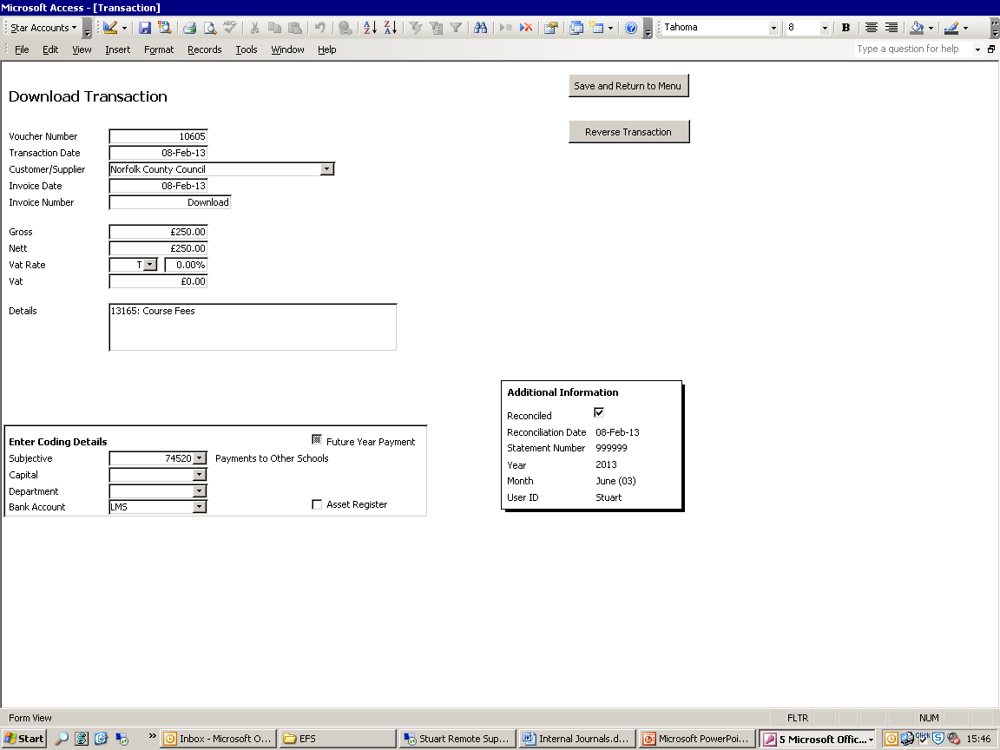 Microsoft Access - [Transaction]
Star Accounts Tahoma 8 B
File Edit View Insert Format Records Tools Window Help Type a question for help
Save and Return to Menu
Download Transaction
Reverse Transaction
Voucher Number 10605
Transaction Date 08-Feb-13
Customer/Supplier Norfolk County Council
Invoice Date 08-Feb-13
Invoice Number Download
Gross £250.00
Nett £250.00
Vat Rate T 0.00%
Vat £0.00
Details 13165: Course Fees
Additional Information
Reconciled
Reconciliation Date 08-Feb-13
Statement Number 999999
Year 2013
Month June (03)
User ID Stuart
Enter Coding Details Future Year Payment
Subjective 74520 Payments to Other Schools
Capital
Department
Bank Account LMS Asset Register
Form View FLTR NUM
Start Inbox - Microsoft O... EFS Stuart Remote Sup... Internal Journals.d... Microsoft PowerPoi... 5 Microsoft Offic... 15:46